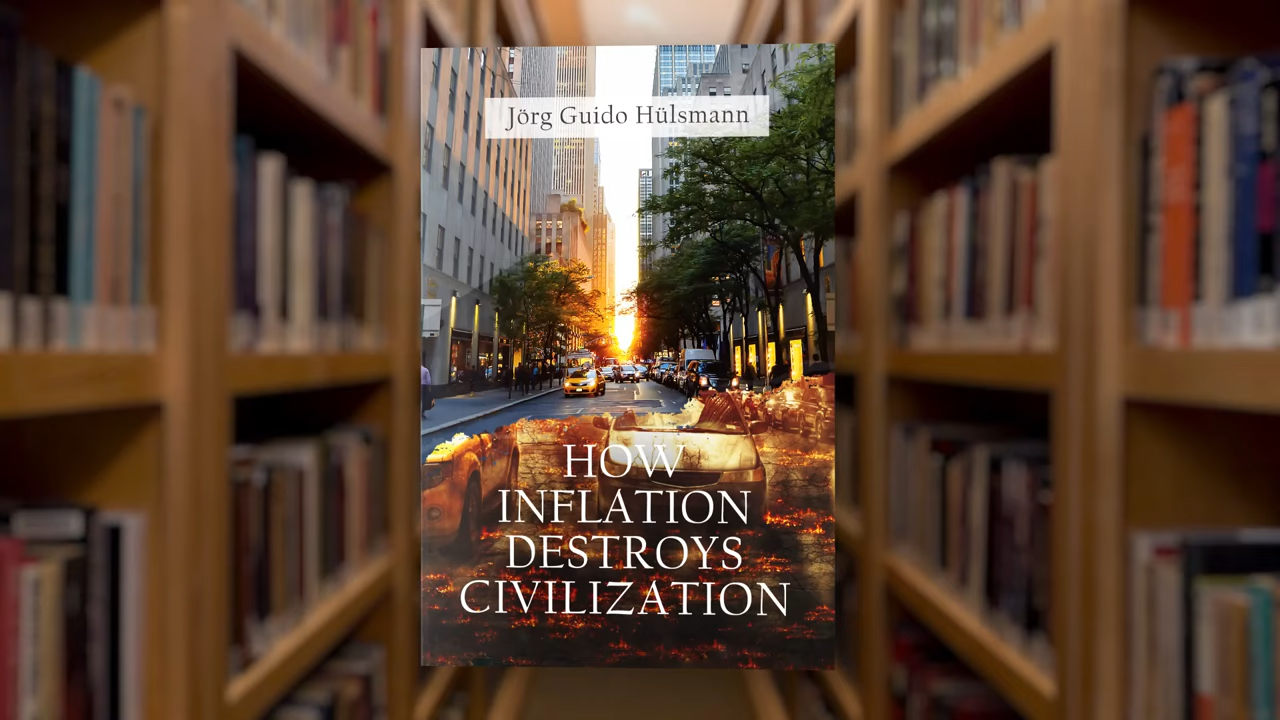 Jörg Guido Hülsmann
HOW
INFLATION
DESTROYS
CIVILIZATION